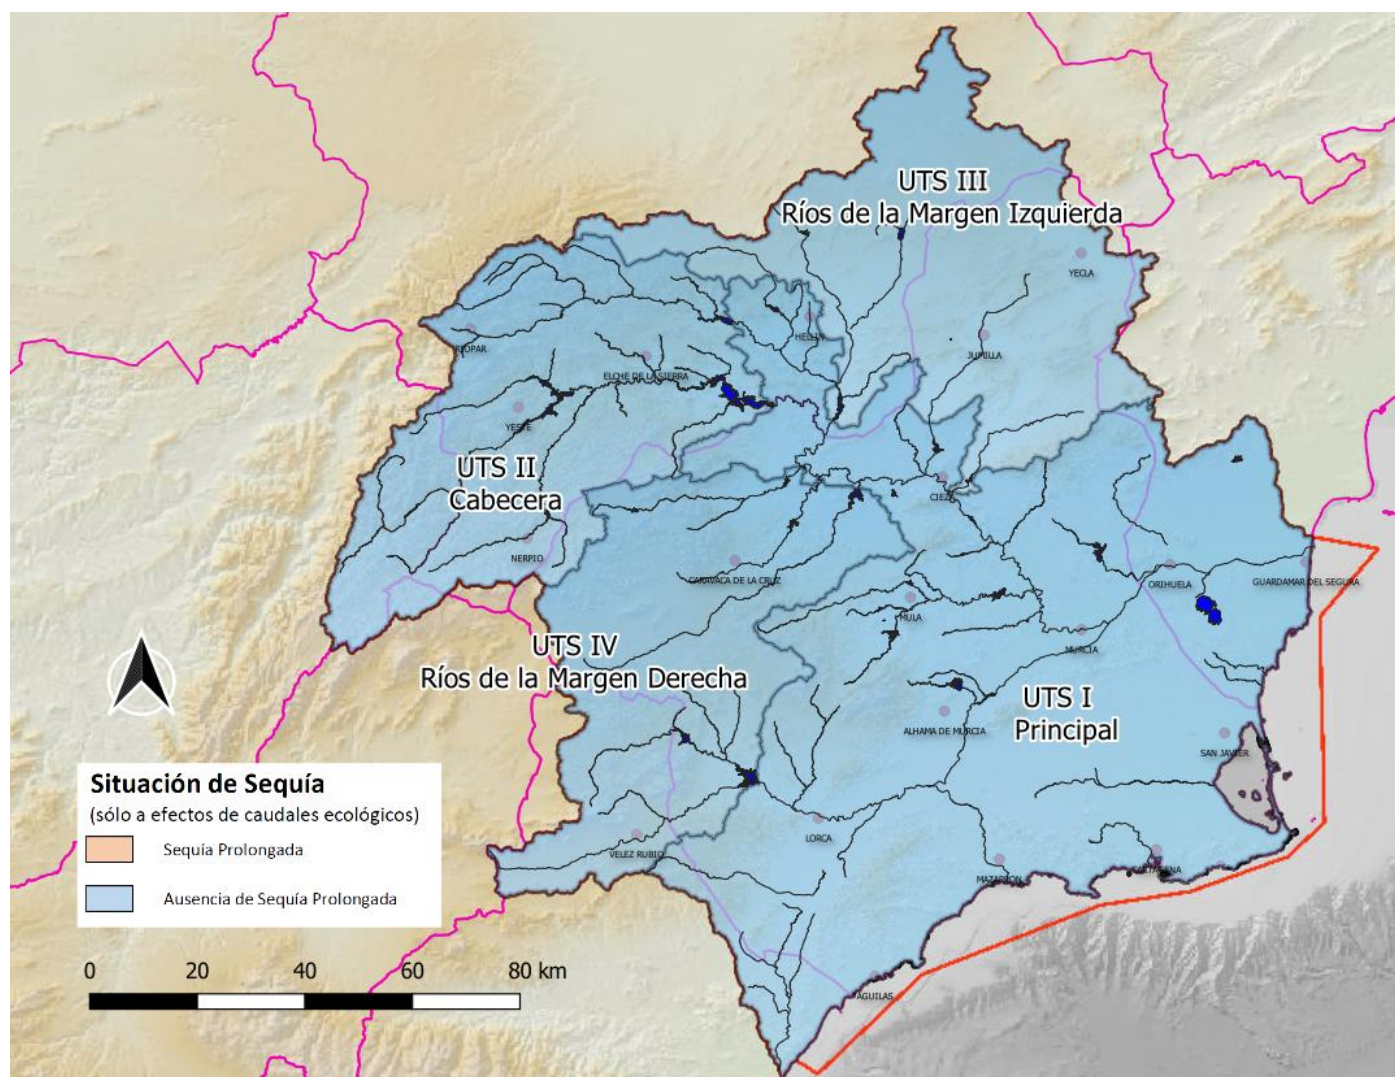 UTS III
Ríos de la Margen Izquierda
YECLA
HELLIN
RIOPAR
JUMILLA
ELCHE DE LA SIERRA
YESTE
UTS II
Cabecera
CIEZA
NERPIO
CARAVACA DE LA CRUZ
ORIHUELA
GUARDAMAR DEL SEGURA
MULA
UTS IV
Ríos de la Margen Derecha
MURCIA
UTS I
Principal
ALHAMA DE MURCIA
SAN JAVIER
LORCA
VELEZ RUBIO
MAZARRON
CARTAGENA
AGUILAS
Situación de Sequía
(sólo a efectos de caudales ecológicos)
Sequía Prolongada
Ausencia de Sequía Prolongada
0 20 40 60 80 km